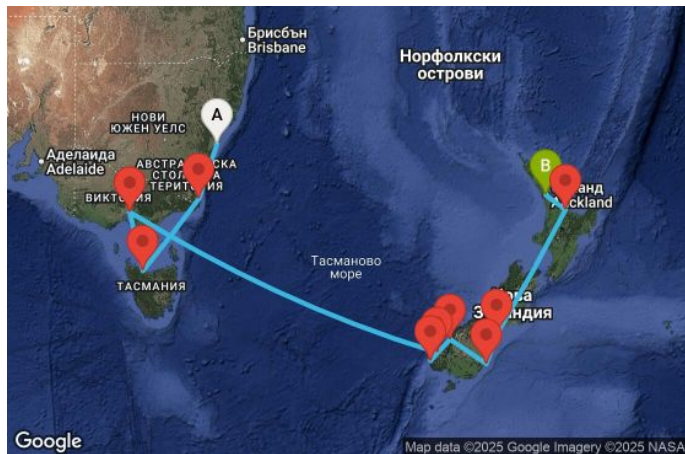 Брисбън
Brisbane
Норфолкски
острови
НОВИ
ЮЖЕН УЕЛС
A
Аделаида
Adelaide
B
Auckland
ВИКТОРИЯ
ТЕРИТОРИЯ
Тасманово
море
ТАСМАНИЯ
Google
Map data ©2025 Google Imagery ©2025 NASA